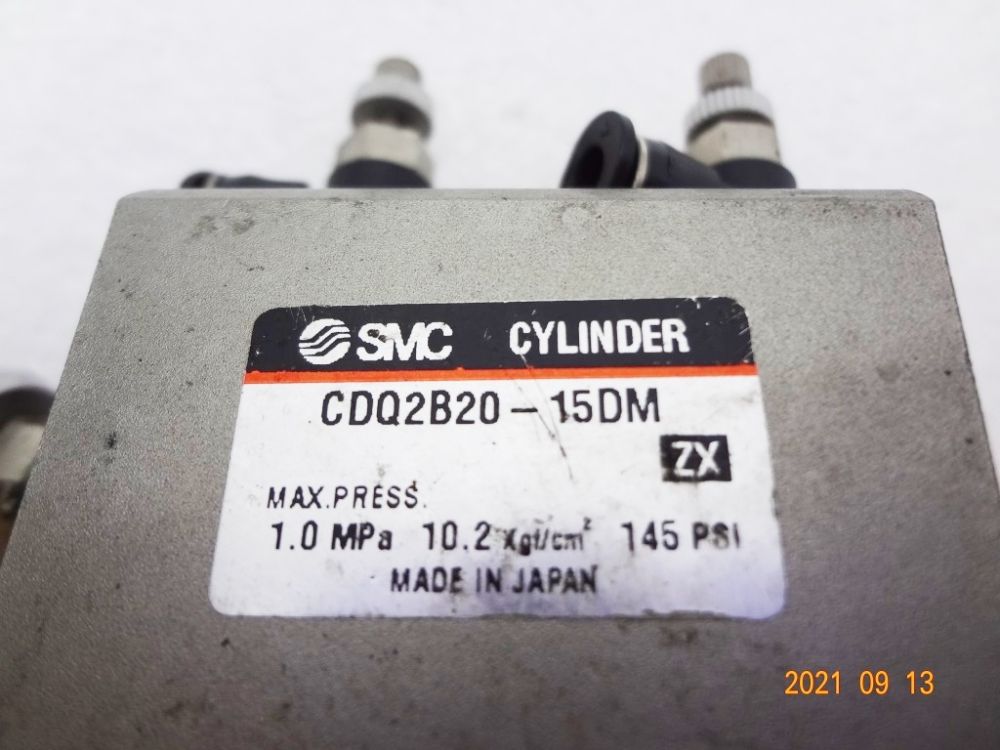 SMC CYLINDER
CDQ2B20-15DM
ZX
MAX.PRESS.
1.0 MPa 10.2 Kgf/cm² 145 PSI
MADE IN JAPAN
2021 09 13